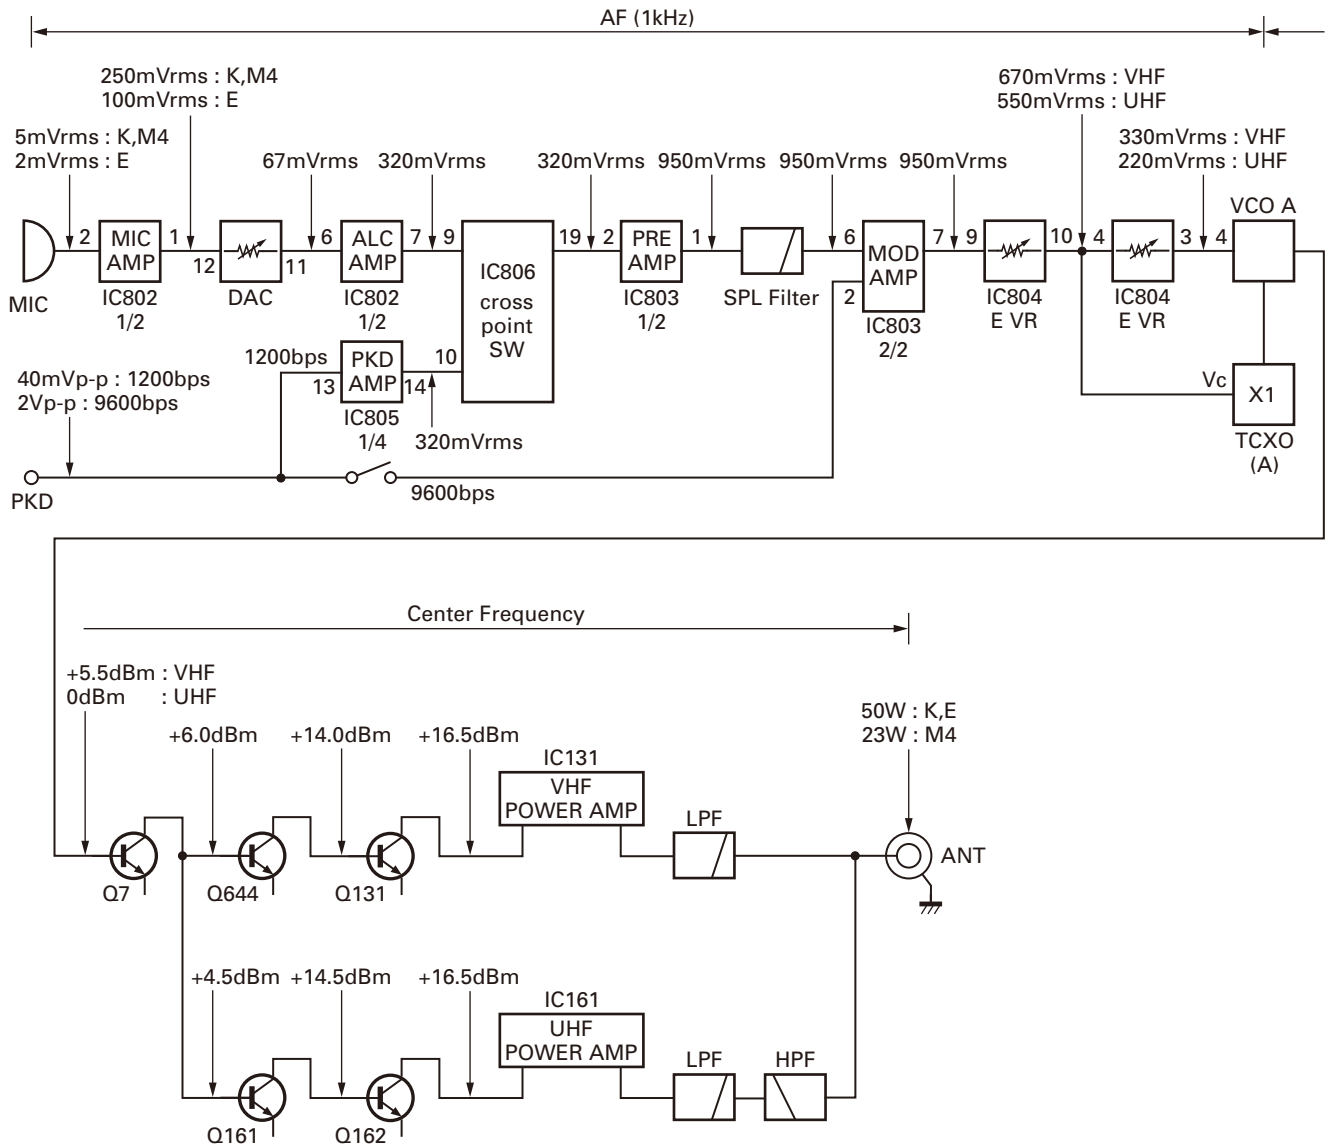 AF (1kHz)
250mVrms : K,M4
100mVrms : E
670mVrms : VHF
550mVrms : UHF
5mVrms : K,M4
2mVrms : E
67mVrms
320mVrms
320mVrms
950mVrms
950mVrms
950mVrms
330mVrms : VHF
220mVrms : UHF
VCO A
MIC
2
MIC
AMP
IC802
1/2
1
12
DAC
11
6
ALC
AMP
IC802
1/2
7
9
IC806
cross
point
SW
19
2
PRE
AMP
IC803
1/2
1
SPL Filter
6
2
MOD
AMP
IC803
2/2
7
9
IC804
E VR
10
4
IC804
E VR
3
4
40mVp-p : 1200bps
2Vp-p : 9600bps
1200bps
13
PKD
AMP
IC805
1/4
14
10
320mVrms
Vc
X1
TCXO
(A)
PKD
9600bps
Center Frequency
+5.5dBm : VHF
0dBm : UHF
+6.0dBm
+14.0dBm
+16.5dBm
IC131
VHF
POWER AMP
LPF
50W : K,E
23W : M4
ANT
Q7
Q644
Q131
+4.5dBm
+14.5dBm
+16.5dBm
IC161
UHF
POWER AMP
LPF
HPF
Q161
Q162